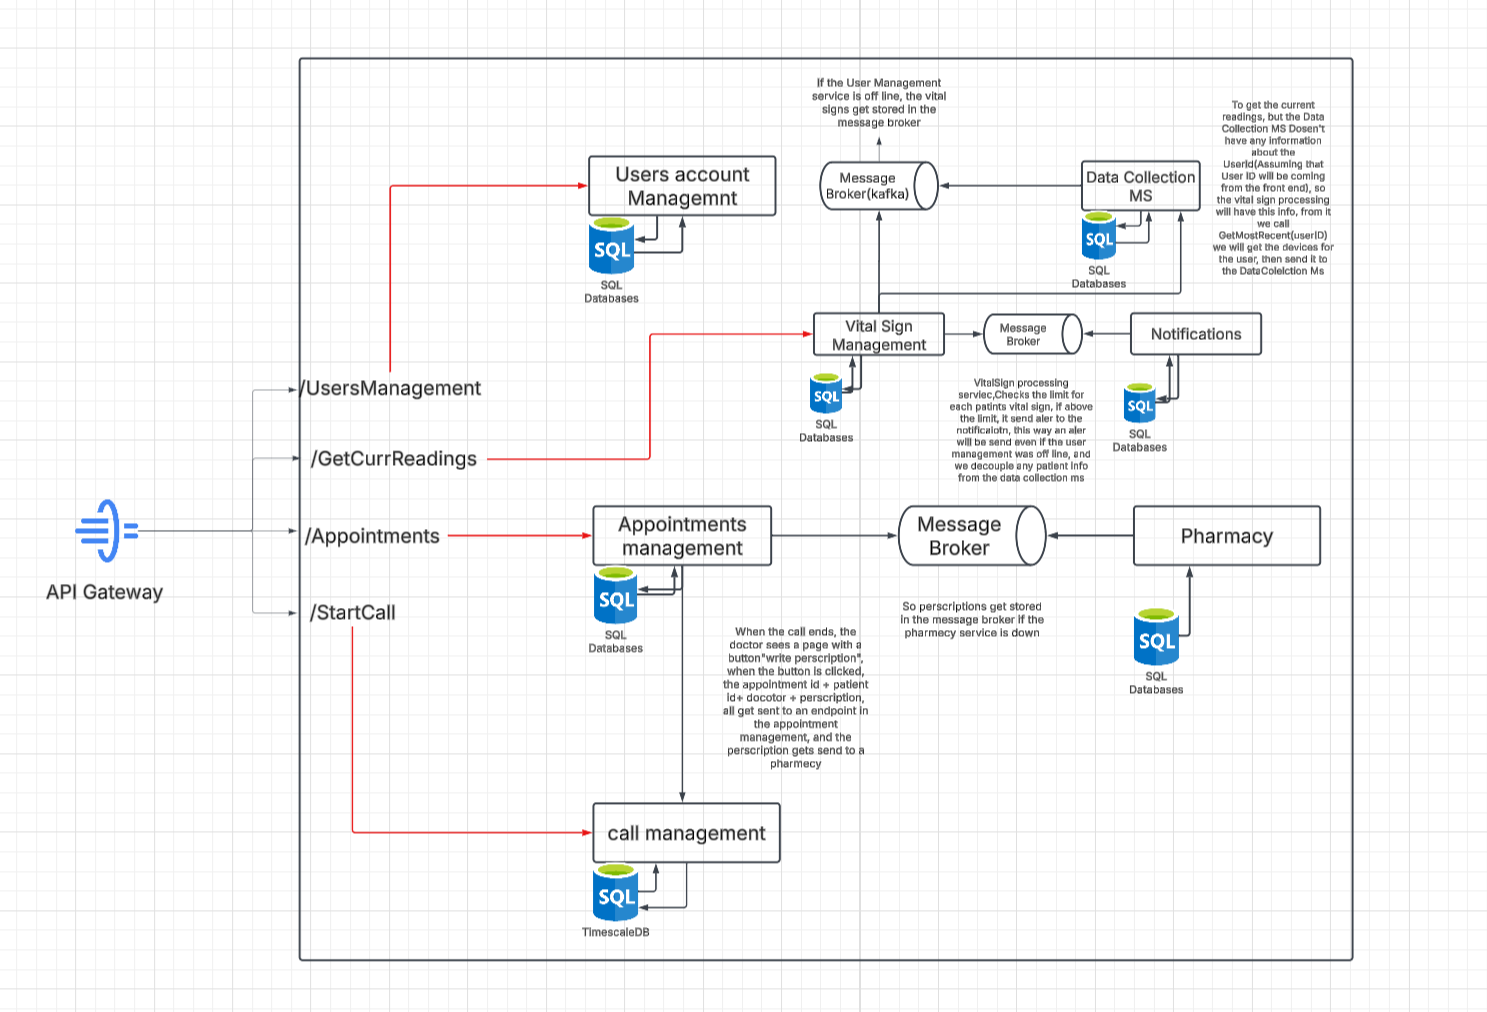 If the User Management
service is off line, the vital
signs get stored in the
message broker
To get the current
readings, but the Data
Collection MS Dosen't
have any information
about the
UserId(Assuming that
User ID will be coming
from the front end), so
the vital sign processing
will have this info, from it
we call
GetMostRecent(userID)
we will get the devices for
the user, then send it to
the DataColelction Ms
Users account
Managemnt
SQL
SQL
Databases
Message
Broker(kafka)
Data Collection
MS
SQL
SQL
Databases
Vital Sign
Management
SQL
SQL
Databases
Message
Broker
Notifications
SQL
SQL
Databases
VitalSign processing
serviec,Checks the limit for
each patints vital sign, if above
the limit, it send aler to the
notificaiotn, this way an aler
will be send even if the user
management was off line, and
we decouple any patient info
from the data collection ms
/UsersManagement
/GetCurrReadings
/Appointments
/StartCall
API Gateway
Appointments
management
SQL
SQL
Databases
Message
Broker
Pharmacy
SQL
SQL
Databases
So perscriptions get stored
in the message broker if the
pharmacy service is down
When the call ends, the
doctor sees a page with a
button"write perscription",
when the button is clicked,
the appointment id + patient
id+ docotor + perscription,
all get sent to an endpoint in
the appointment
management, and the
perscription gets send to a
pharmecy
call management
SQL
TimescaleDB